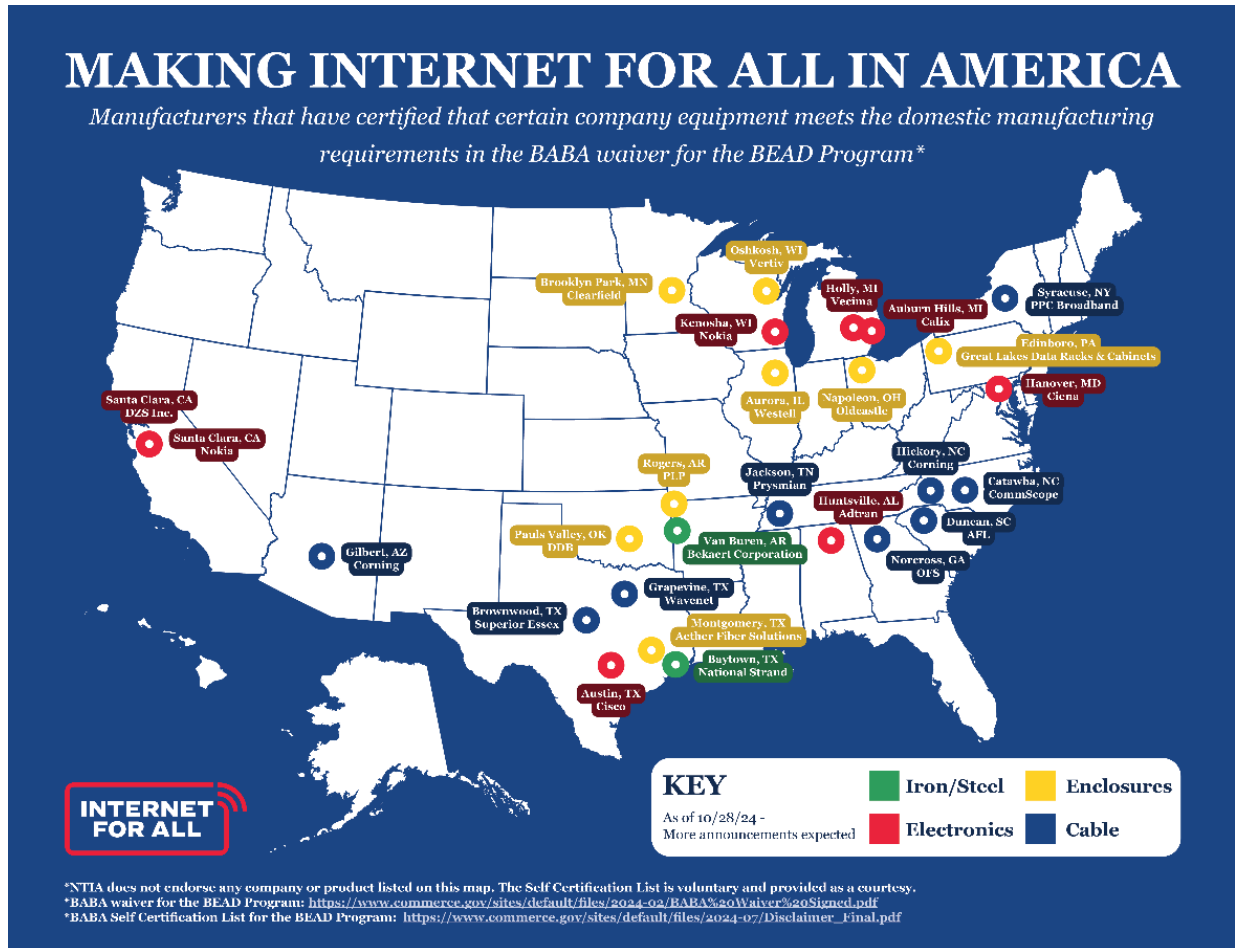 MAKING INTERNET FOR ALL IN AMERICA
Manufacturers that have certified that certain company equipment meets the domestic manufacturing
requirements in the BABA waiver for the BEAD Program*
Oshkosh, WI
Vertiv
Brooklyn Park, MN
Clearfield
Holly, MI
Vecima
Syracuse, NY
PPC Broadband
Auburn Hills, MI
Calix
Kenosha, WI
Nokia
Edinboro, PA
Great Lakes Data Racks & Cabinets
Hanover, MD
Ciena
Aurora, IL
Westell
Napoleon, OH
Oldcastle
Santa Clara, CA
DZS Inc.
Santa Clara, CA
Nokia
Hickory, NC
Corning
Rogers, AR
PLP
Jackson, TN
Prysmian
Catawba, NC
CommScope
Huntsville, AL
Adtran
Duncan, SC
AFL
Pauls Valley, OK
DDB
Van Buren, AR
Bekaert Corporation
Gilbert, AZ
Corning
Norcross, GA
OFS
Grapevine, TX
Wavenet
Brownwood, TX
Superior Essex
Montgomery, TX
Aether Fiber Solutions
Baytown, TX
National Strand
Austin, TX
Cisco
KEY
As of 10/28/24 -
More announcements expected
Iron/Steel
Enclosures
Electronics
Cable
INTERNET
FOR ALL
*NTIA does not endorse any company or product listed on this map. The Self Certification List is voluntary and provided as a courtesy.
*BABA waiver for the BEAD Program: https://www.commerce.gov/sites/default/files/2024-02/BABA%20Waiver%20Signed.pdf
*BABA Self Certification List for the BEAD Program: https://www.commerce.gov/sites/default/files/2024-07/Disclaimer_Final.pdf